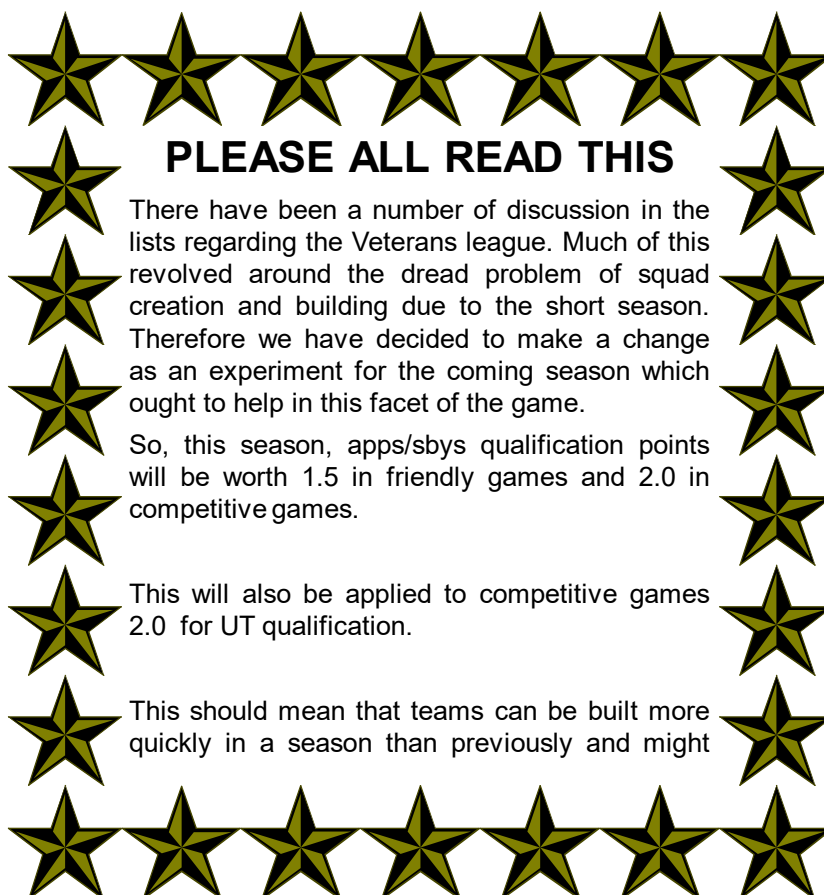 PLEASE ALL READ THIS
There have been a number of discussion in the
lists regarding the Veterans league. Much of this
revolved around the dread problem of squad
creation and building due to the short season.
Therefore we have decided to make a change
as an experiment for the coming season which
ought to help in this facet of the game.
So, this season, apps/sbys qualification points
will be worth 1.5 in friendly games and 2.0 in
competitive games.
This will also be applied to competitive games
2.0 for UT qualification.
This should mean that teams can be built more
quickly in a season than previously and might